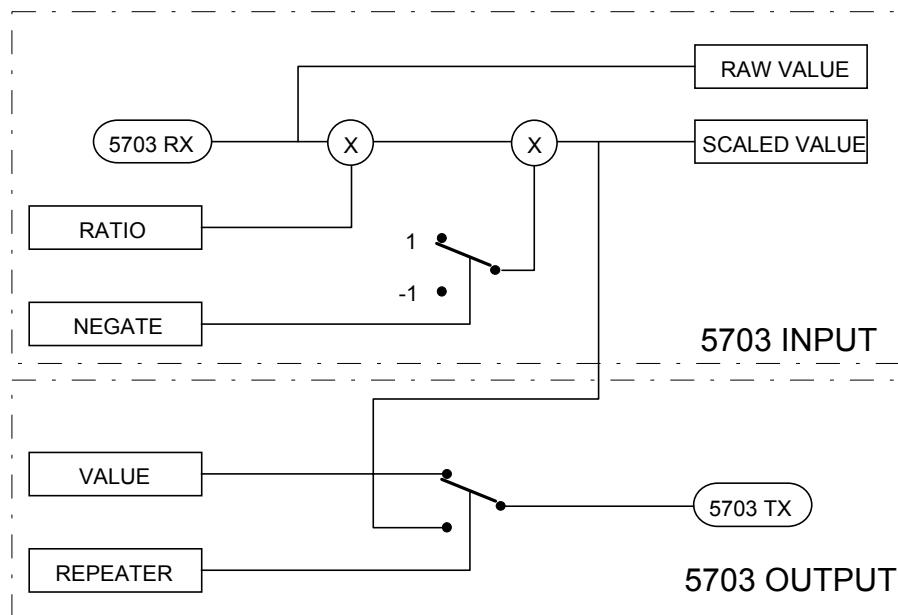 RAW VALUE
5703 RX
X
X
SCALED VALUE
RATIO
1
-1
NEGATE
5703 INPUT
VALUE
5703 TX
REPEATER
5703 OUTPUT